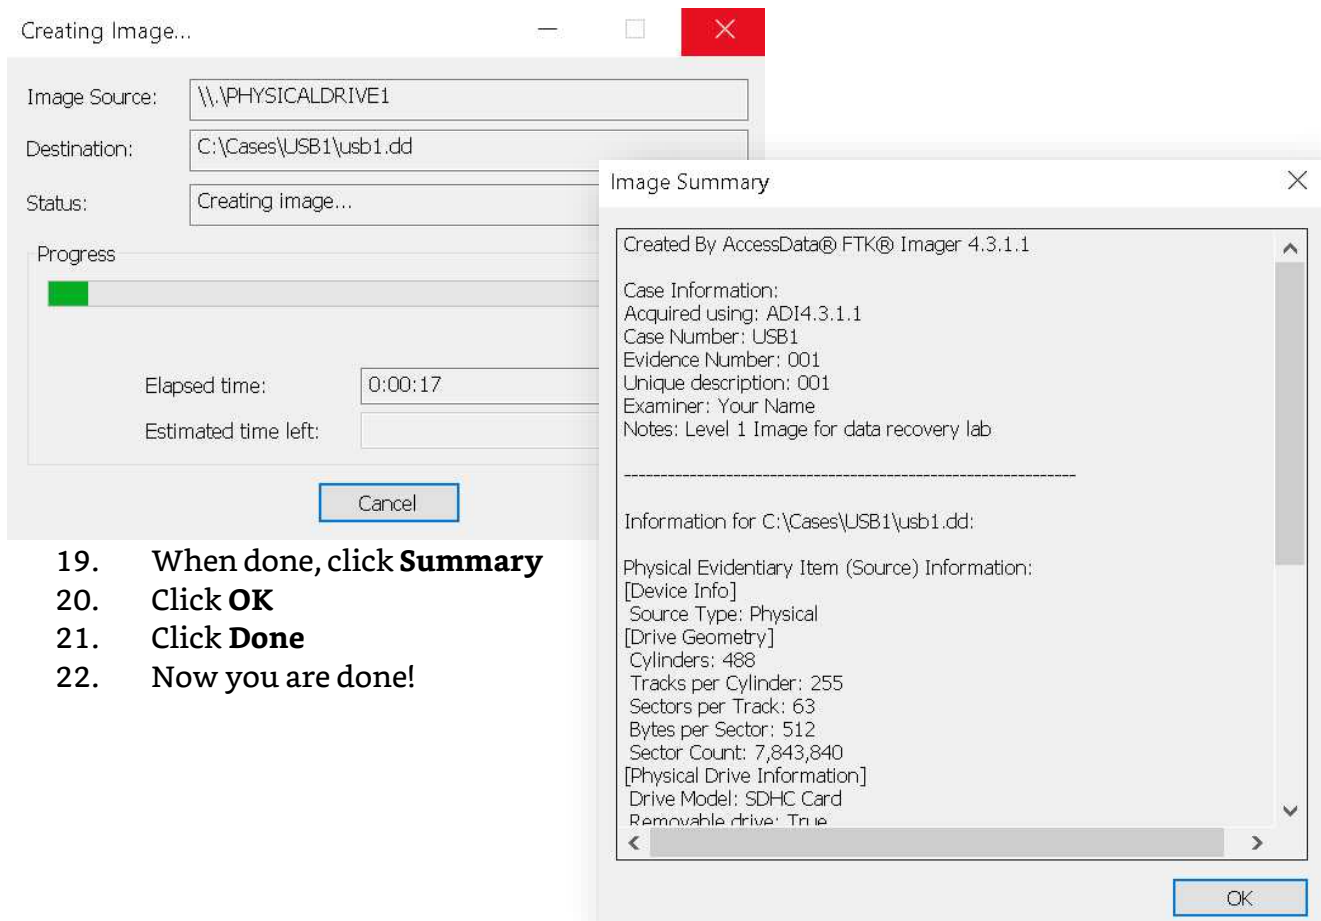 Creating Image...
Image Source:
\\.\PHYSICALDRIVE1
Destination:
C:\Cases\USB1\usb1.dd
Status:
Creating image...
Progress
Elapsed time:
0:00:17
Estimated time left:
Cancel
19. When done, click Summary
20. Click OK
21. Click Done
22. Now you are done!
Image Summary
Created By AccessData® FTK® Imager 4.3.1.1
Case Information:
Acquired using: ADI4.3.1.1
Case Number: USB1
Evidence Number: 001
Unique description: 001
Examiner: Your Name
Notes: Level 1 Image for data recovery lab
--------------------------------------------------------------
Information for C:\Cases\USB1\usb1.dd:
Physical Evidentiary Item (Source) Information:
[Device Info]
Source Type: Physical
[Drive Geometry]
Cylinders: 488
Tracks per Cylinder: 255
Sectors per Track: 63
Bytes per Sector: 512
Sector Count: 7,843,840
[Physical Drive Information]
Drive Model: SDHC Card
Removable drive: True
OK